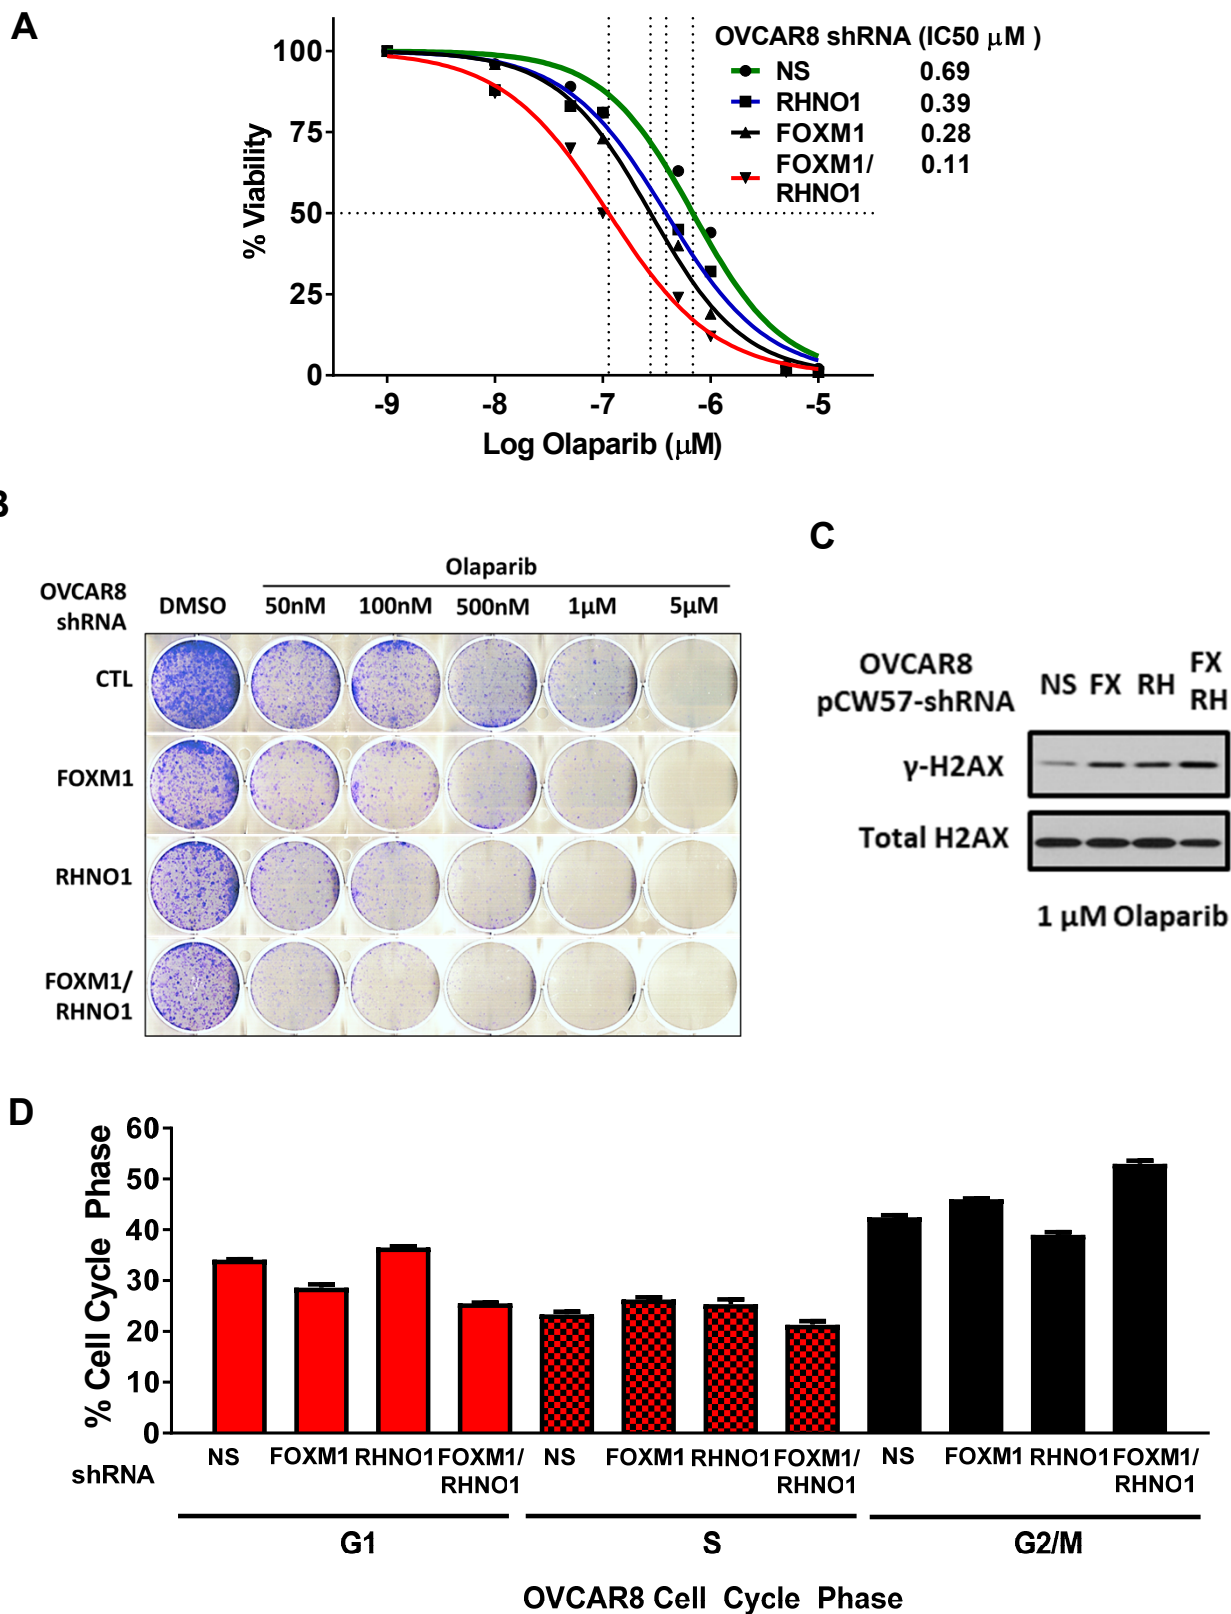 A
OVCAR8 shRNA (IC50 μM )
NS 0.69
RHNO1 0.39
FOXM1 0.28
FOXM1/ 0.11
RHNO1
100
75
50
25
0
% Viability
-9 -8 -7 -6 -5
Log Olaparib (μM)
B
Olaparib
OVCAR8
shRNA
DMSO 50nM 100nM 500nM 1μM 5μM
CTL
FOXM1
RHNO1
FOXM1/
RHNO1
C
OVCAR8
pCW57-shRNA
NS FX RH FX
RH
γ-H2AX
Total H2AX
1 μM Olaparib
D
60
50
40
30
20
10
0
% Cell Cycle Phase
shRNA
NS FOXM1 RHNO1 FOXM1/
RHNO1
NS FOXM1 RHNO1 FOXM1/
RHNO1
NS FOXM1 RHNO1 FOXM1/
RHNO1
G1 S G2/M
OVCAR8 Cell Cycle Phase